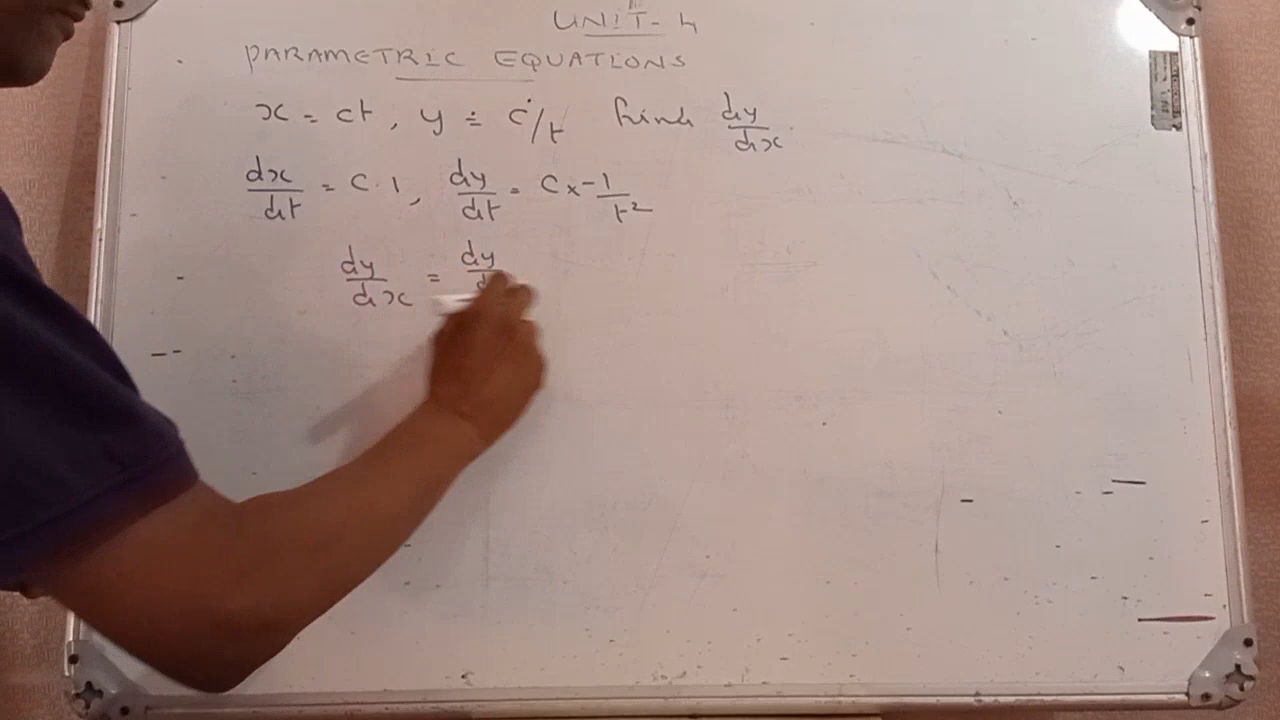 UNIT-4
PARAMETRIC EQUATIONS
x = ct, y = c/t find dy/dx
dx/dt = c·1, dy/dt = c × -1/t²
dy/dx = dy/d